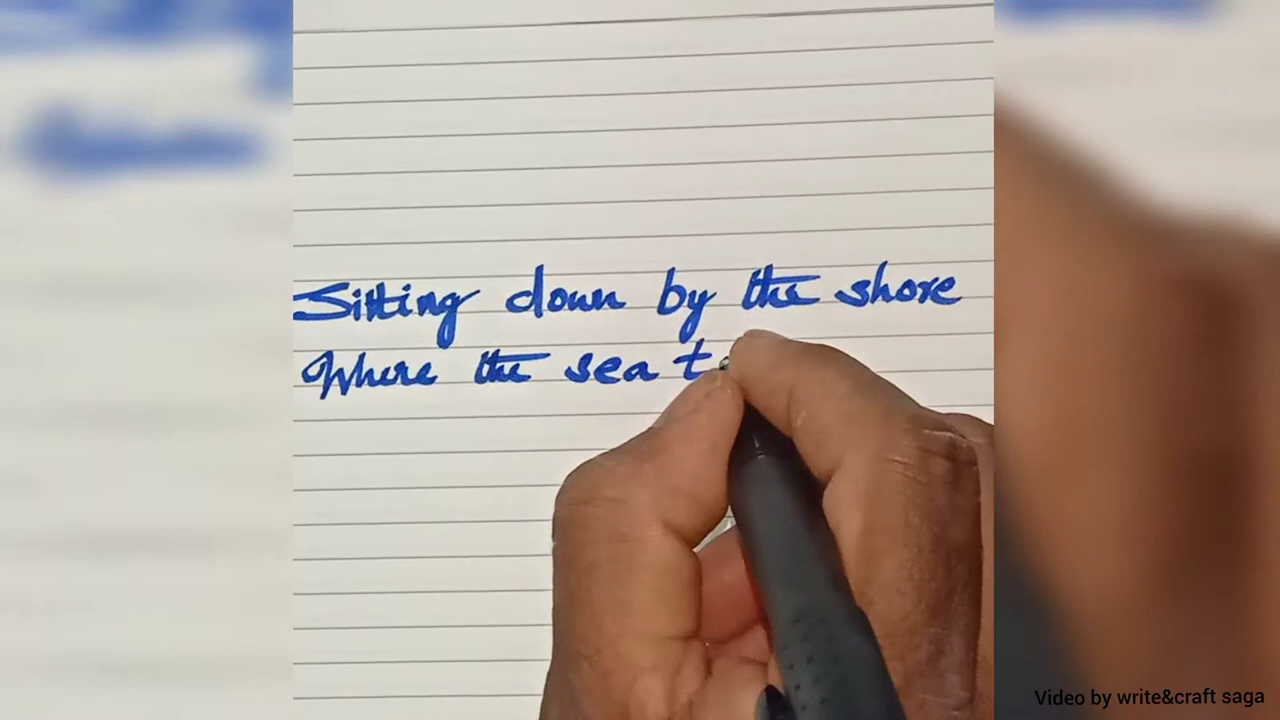 Sitting down by the shore
Where the sea t
Video by write&craft saga